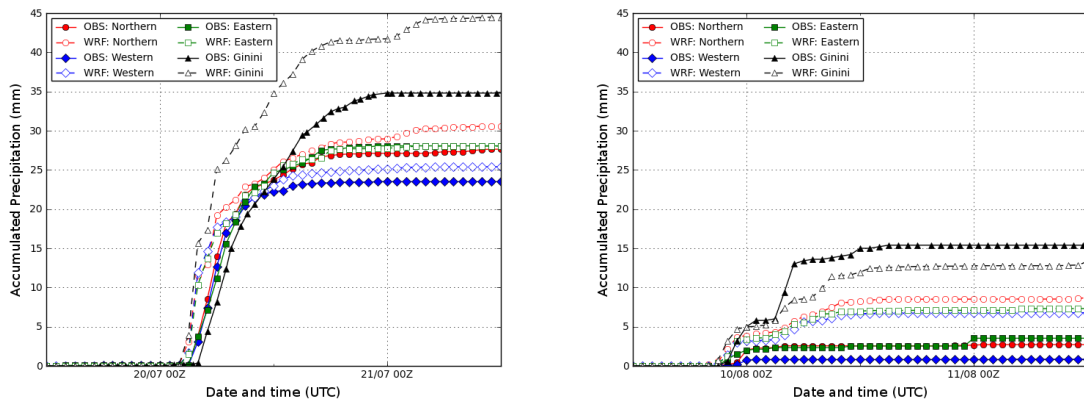 45
40
35
30
25
20
15
10
5
0
Accumulated Precipitation (mm)
OBS: Northern
WRF: Northern
OBS: Western
WRF: Western
OBS: Eastern
WRF: Eastern
OBS: Ginini
WRF: Ginini
20/07 00Z
21/07 00Z
Date and time (UTC)
45
40
35
30
25
20
15
10
5
0
Accumulated Precipitation (mm)
OBS: Northern
WRF: Northern
OBS: Western
WRF: Western
OBS: Eastern
WRF: Eastern
OBS: Ginini
WRF: Ginini
10/08 00Z
11/08 00Z
Date and time (UTC)